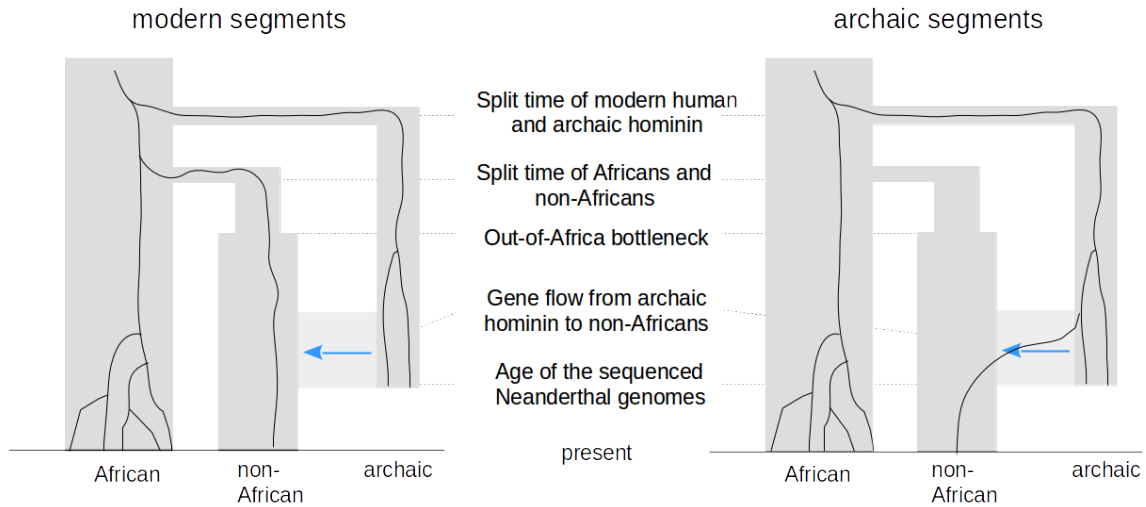 modern segments
archaic segments
Split time of modern human
and archaic hominin
Split time of Africans and
non-Africans
Out-of-Africa bottleneck
Gene flow from archaic
hominin to non-Africans
Age of the sequenced
Neanderthal genomes
present
African
non-
African
archaic
African
non-
African
archaic